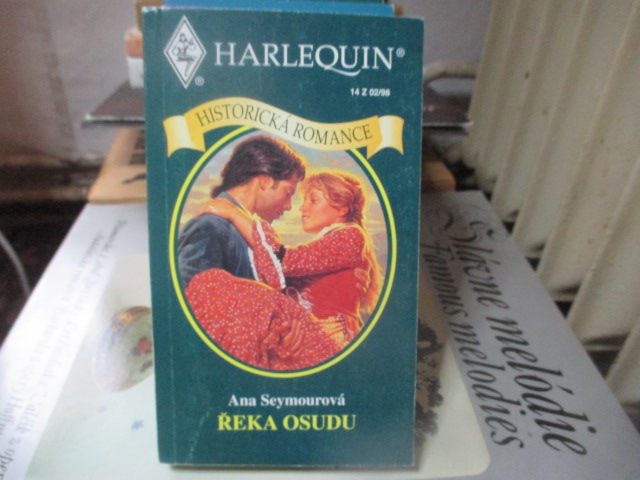 HARLEQUIN®
®
14 Z 02/98
HISTORICKÁ ROMANCE
Ana Seymourová
ŘEKA OSUDU
Slávne melódie
Famous melodies